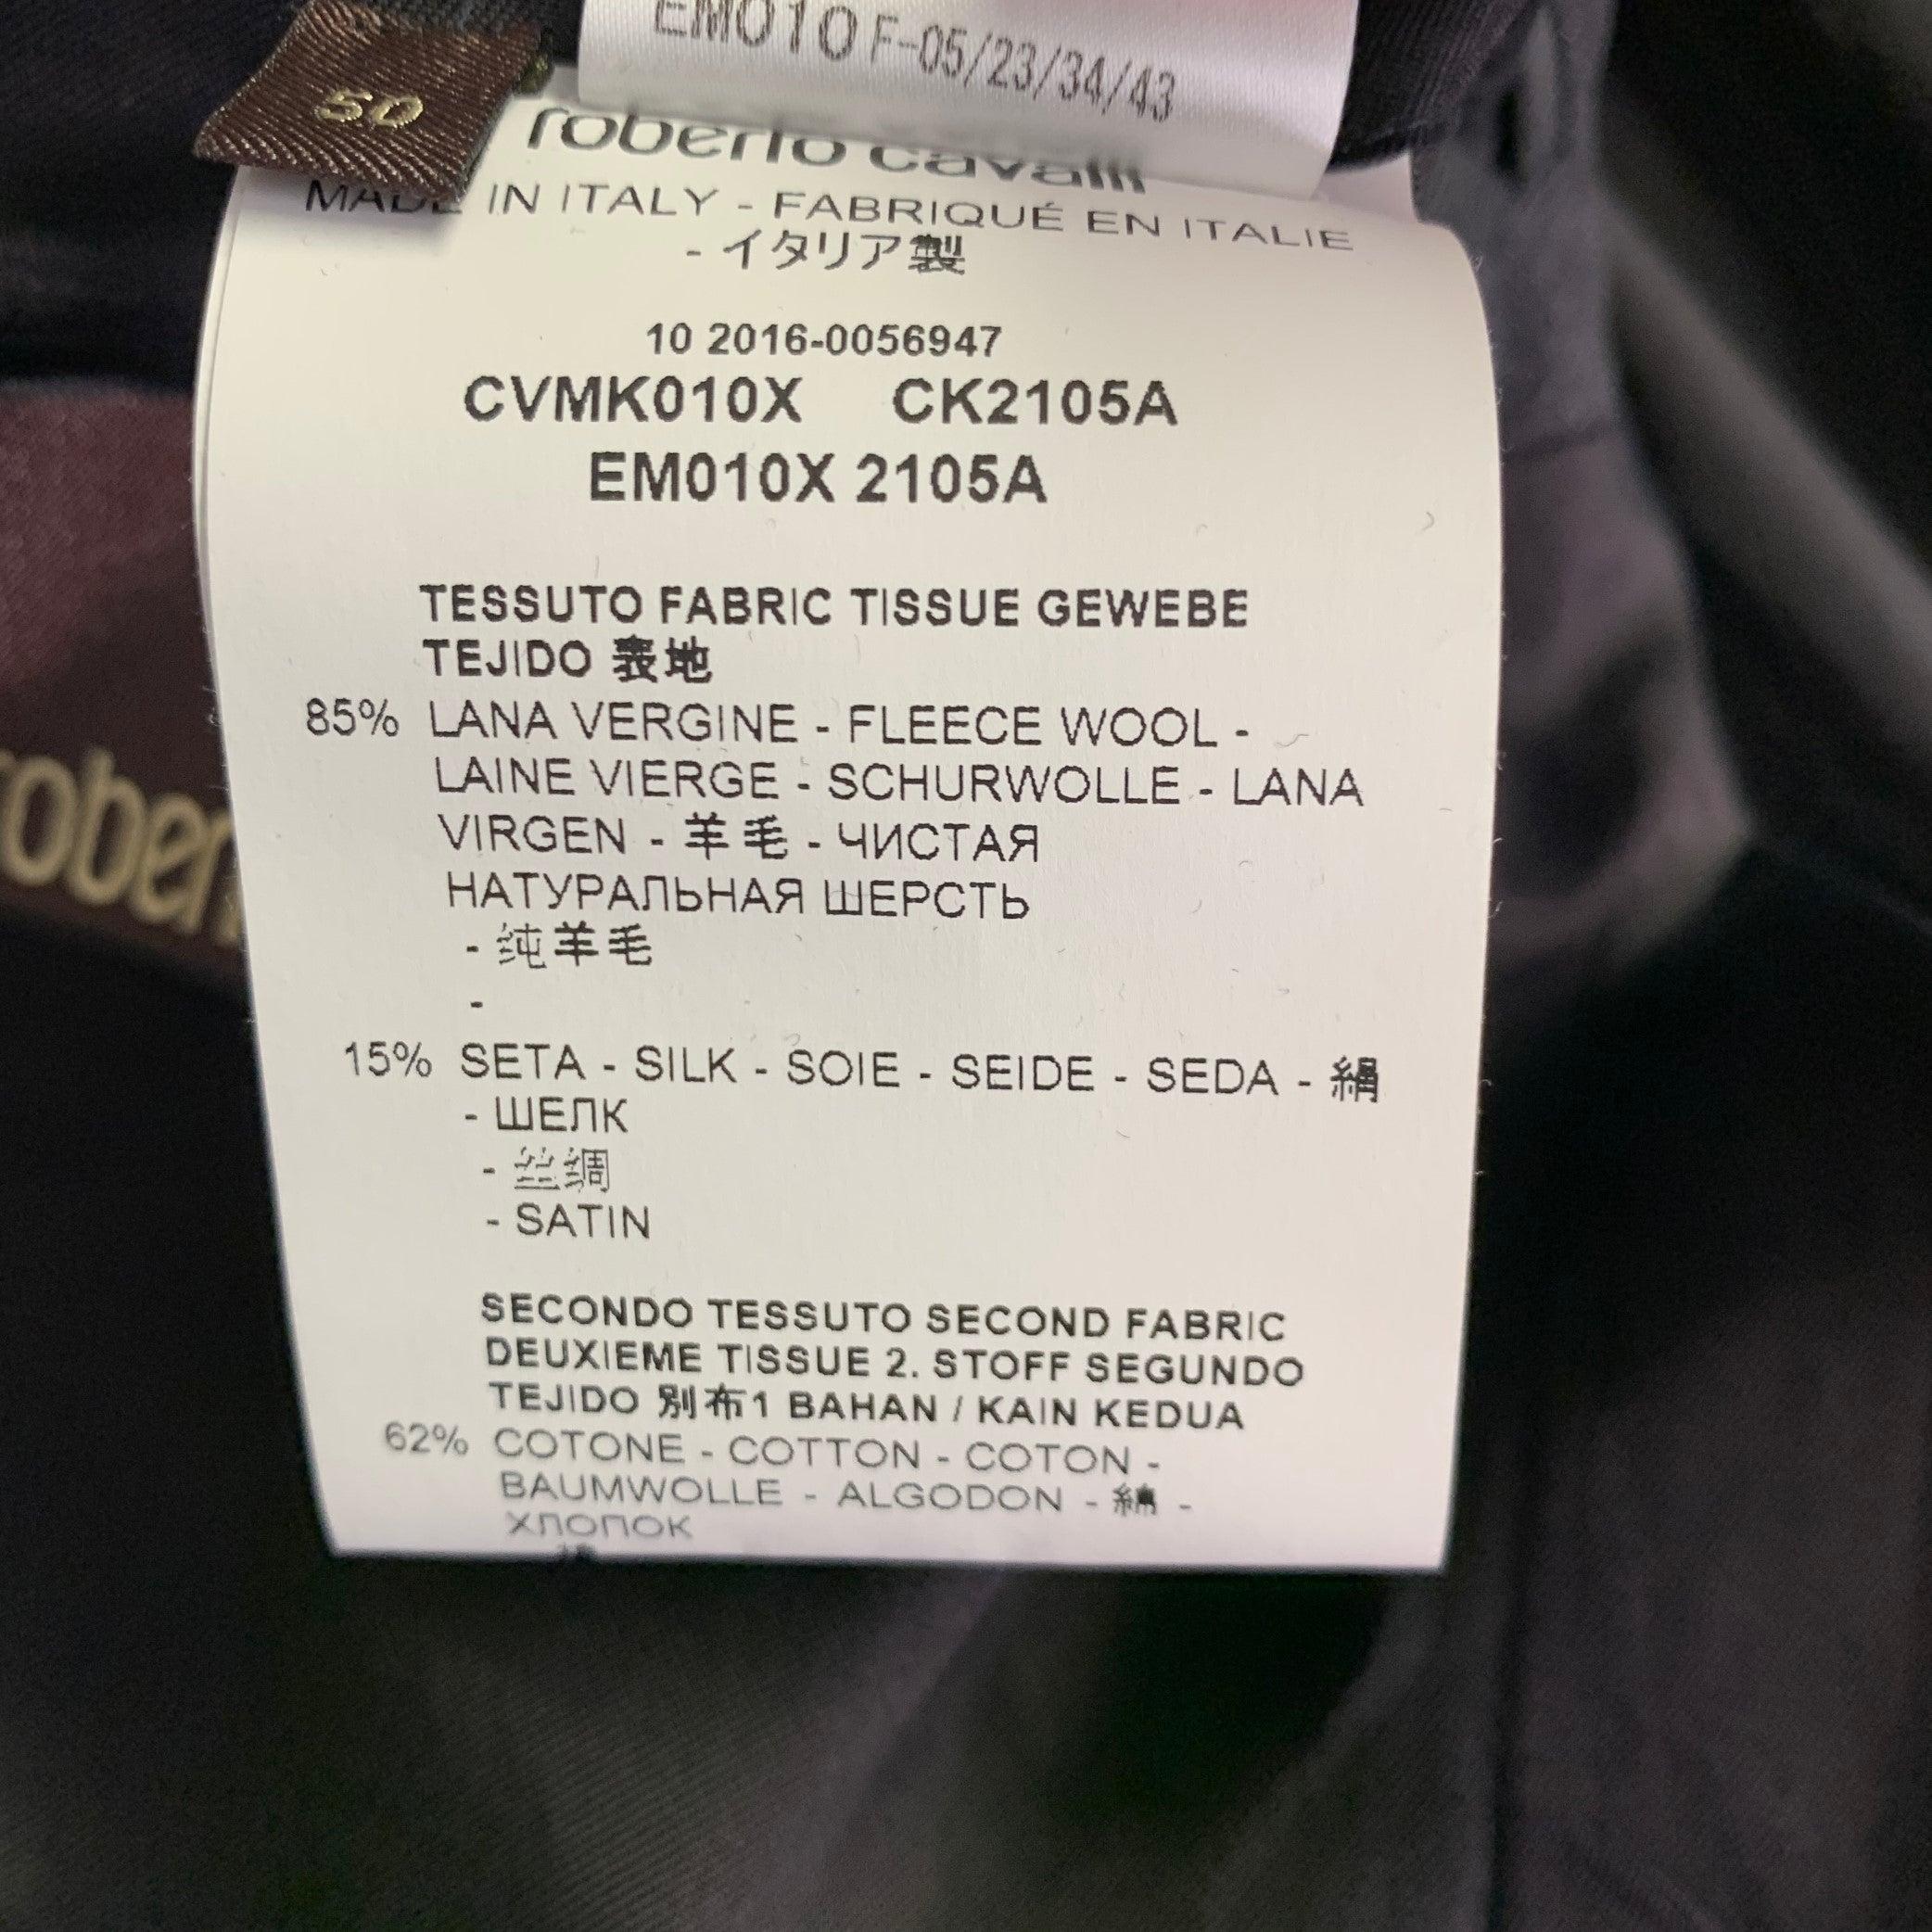 EM010 F-05/23/34/43
50
roberto cavalli
MADE IN ITALY - FABRIQUÉ EN ITALIE
- イタリア製
10 2016-0056947
CVMK010X CK2105A
EM010X 2105A
TESSUTO FABRIC TISSUE GEWEBE
TEJIDO 表地
85% LANA VERGINE - FLEECE WOOL -
LAINE VIERGE - SCHURWOLLE - LANA
VIRGEN - 羊毛 - ЧИСТАЯ
НАТУРАЛЬНАЯ ШЕРСТЬ
- 纯羊毛
-
15% SETA - SILK - SOIE - SEIDE - SEDA - 絹
- ШЕЛК
- 丝绸
- SATIN
SECONDO TESSUTO SECOND FABRIC
DEUXIEME TISSUE 2. STOFF SEGUNDO
TEJIDO 別布1 BAHAN / KAIN KEDUA
62% COTONE - COTTON - COTON -
BAUMWOLLE - ALGODON - 綿 -
ХЛОПОК